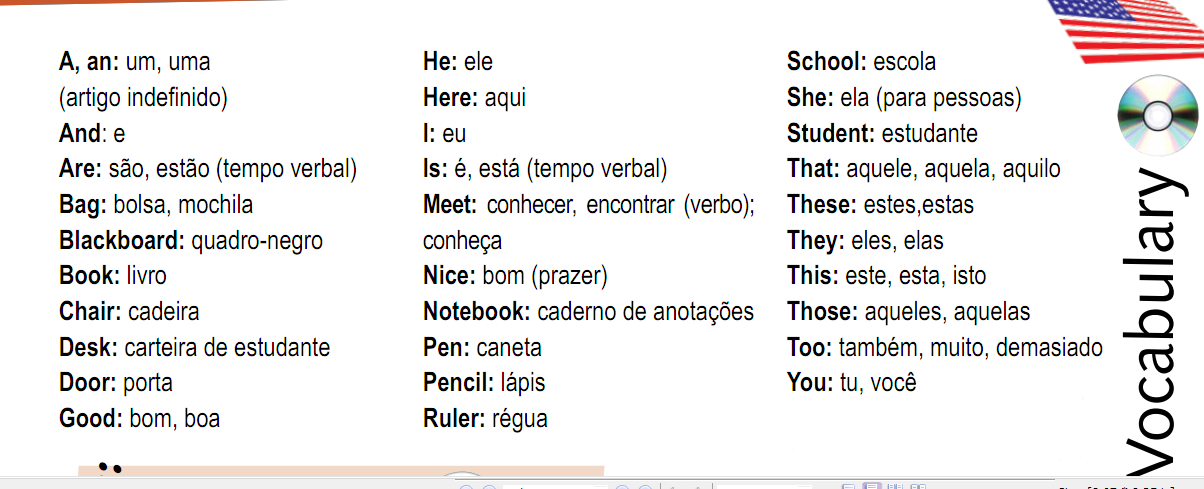 A, an: um, uma
(artigo indefinido)
And: e
Are: são, estão (tempo verbal)
Bag: bolsa, mochila
Blackboard: quadro-negro
Book: livro
Chair: cadeira
Desk: carteira de estudante
Door: porta
Good: bom, boa
He: ele
Here: aqui
I: eu
Is: é, está (tempo verbal)
Meet: conhecer, encontrar (verbo);
conheça
Nice: bom (prazer)
Notebook: caderno de anotações
Pen: caneta
Pencil: lápis
Ruler: régua
School: escola
She: ela (para pessoas)
Student: estudante
That: aquele, aquela, aquilo
These: estes,estas
They: eles, elas
This: este, esta, isto
Those: aqueles, aquelas
Too: também, muito, demasiado
You: tu, você
Vocabulary